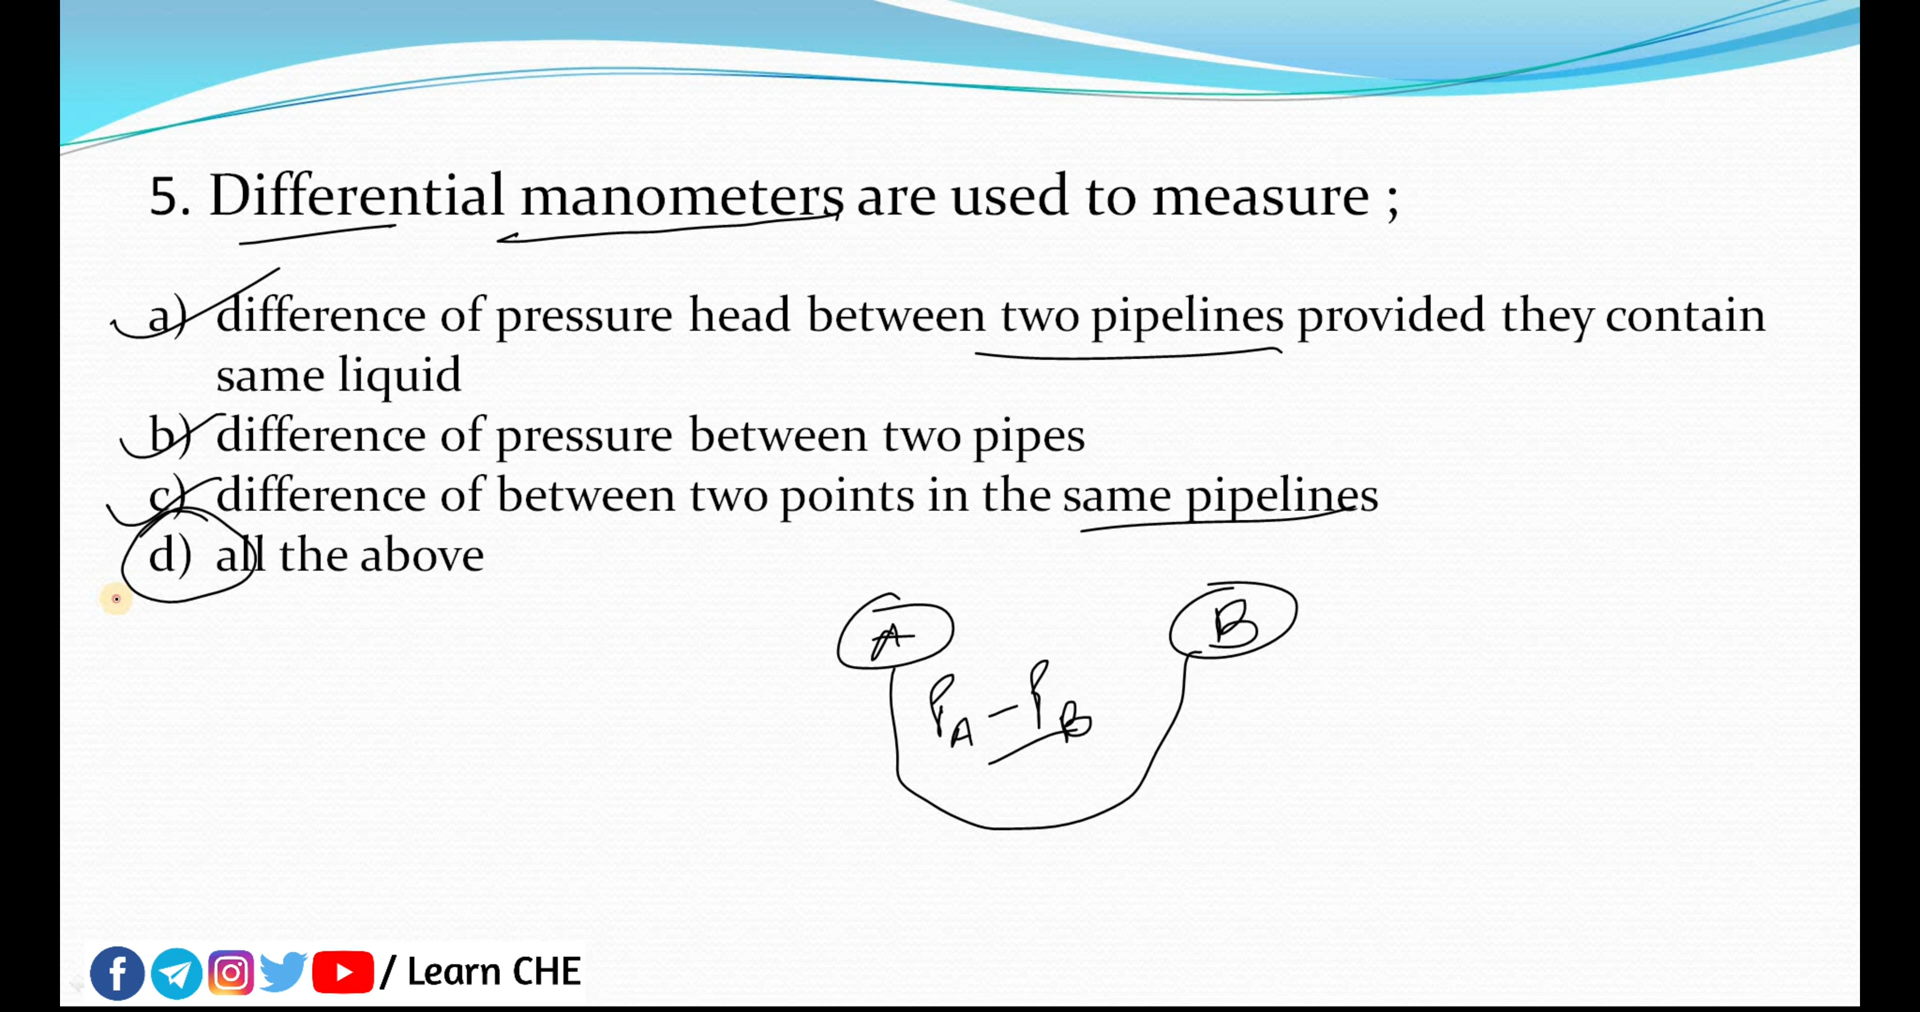 5. Differential manometers are used to measure ;
a) difference of pressure head between two pipelines provided they contain
same liquid
b) difference of pressure between two pipes
c) difference of between two points in the same pipelines
d) all the above
A
B
P_A - P_B
/ Learn CHE